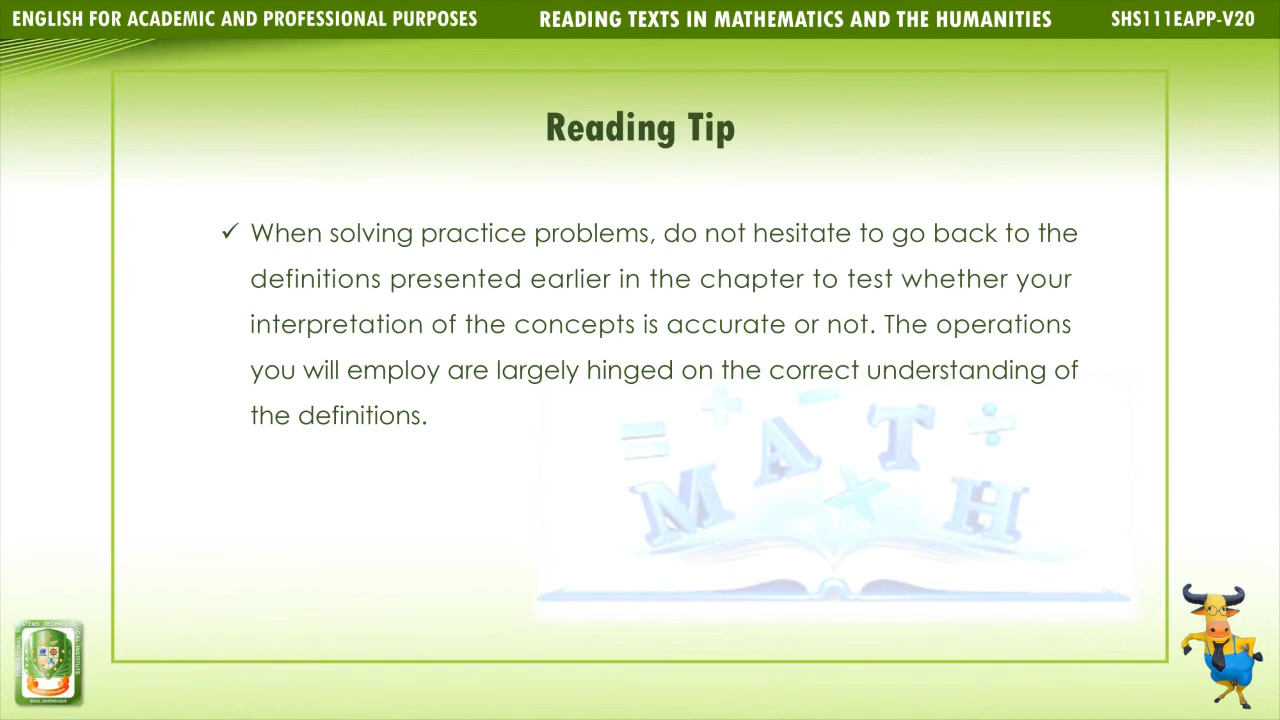 ENGLISH FOR ACADEMIC AND PROFESSIONAL PURPOSES
READING TEXTS IN MATHEMATICS AND THE HUMANITIES
SHS111EAPP-V20
Reading Tip
✓ When solving practice problems, do not hesitate to go back to the
definitions presented earlier in the chapter to test whether your
interpretation of the concepts is accurate or not. The operations
you will employ are largely hinged on the correct understanding of
the definitions.
MATH